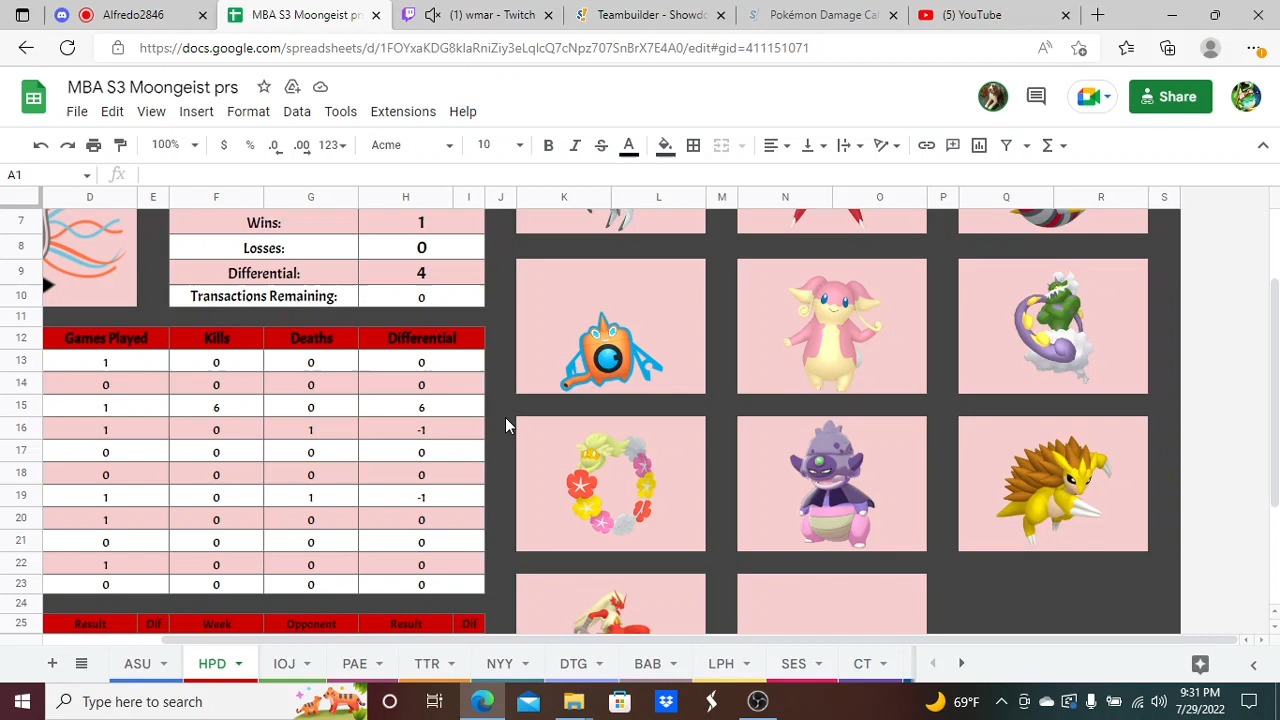 Alfredo2846
MBA S3 Moongeist prs
(1) wmar - Twitch
Teambuilder - Showdo
Pokémon Damage Cal
(5) YouTube
https://docs.google.com/spreadsheets/d/1FOYxaKDG8klaRniZiy3eLqlcQ7cNpz707SnBrX7E4A0/edit#gid=411151071
MBA S3 Moongeist prs
File Edit View Insert Format Data Tools Extensions Help
Share
100% $ % .0 .00 123 Acme 10 B I S A
A1 fx
D E F G H I J K L M N O P Q R S
7 Wins: 1
8 Losses: 0
9 Differential: 4
10 Transactions Remaining: 0
11
12 Games Played Kills Deaths Differential
13 1 0 0 0
14 0 0 0 0
15 1 6 0 6
16 1 0 1 -1
17 0 0 0 0
18 0 0 0 0
19 1 0 1 -1
20 1 0 0 0
21 0 0 0 0
22 1 0 0 0
23 0 0 0 0
24
25 Result Dif Week Opponent Result Dif
ASU HPD IOJ PAE TTR NYY DTG BAB LPH SES CT
Type here to search
69°F
9:31 PM
7/29/2022